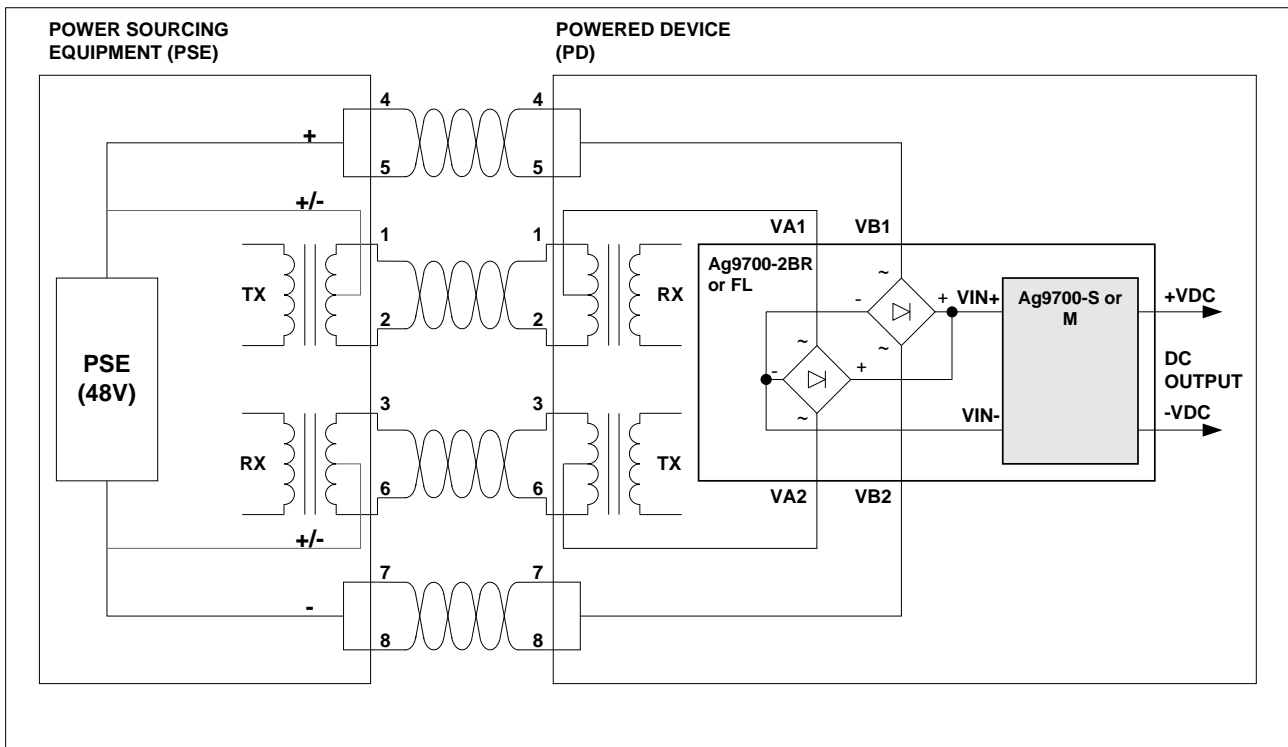 POWER SOURCING
EQUIPMENT (PSE)
POWERED DEVICE
(PD)
4
4
+
5
5
+/-
1
1
VA1
VB1
TX
RX
Ag9700-2BR
or FL
~
-
+
VIN+
Ag9700-S or
M
+VDC
2
2
~
~
PSE
(48V)
-
+
DC
OUTPUT
~
VIN-
-VDC
3
3
RX
TX
6
6
VA2
VB2
+/-
7
7
-
8
8